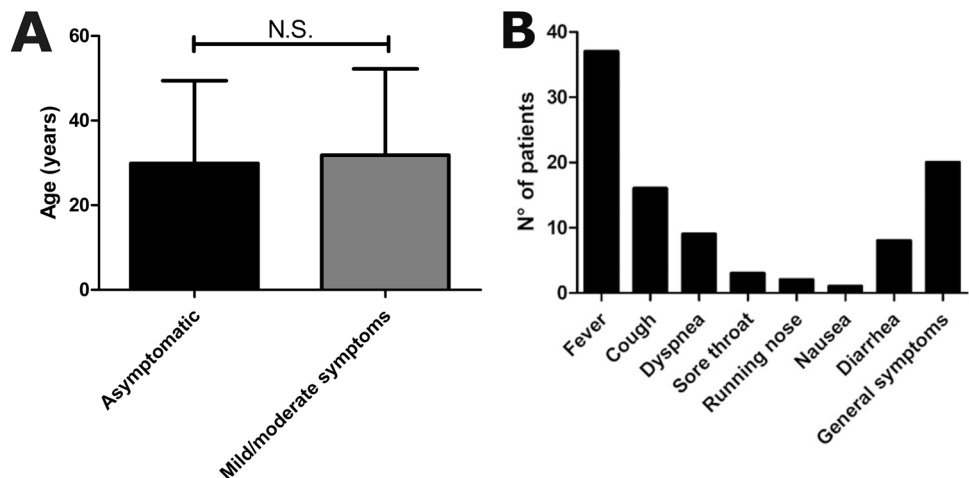 A
N.S.
60
40
20
0
Age (years)
Asymptomatic
Mild/moderate symptoms
B
40
30
20
10
0
N° of patients
Fever
Cough
Dyspnea
Sore throat
Running nose
Nausea
Diarrhea
General symptoms